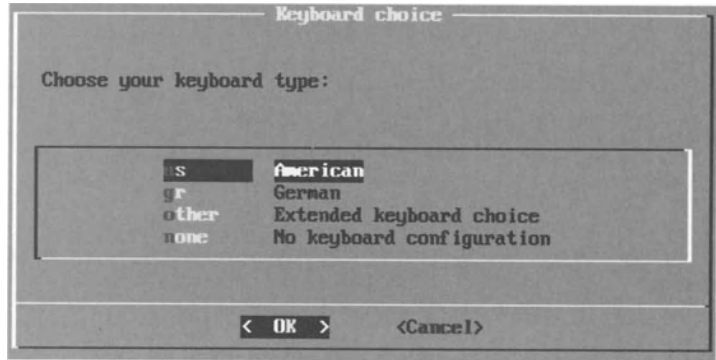 Keyboard choice
Choose your keyboard type:
us American
gr German
other Extended keyboard choice
none No keyboard configuration
< OK > <Cancel>